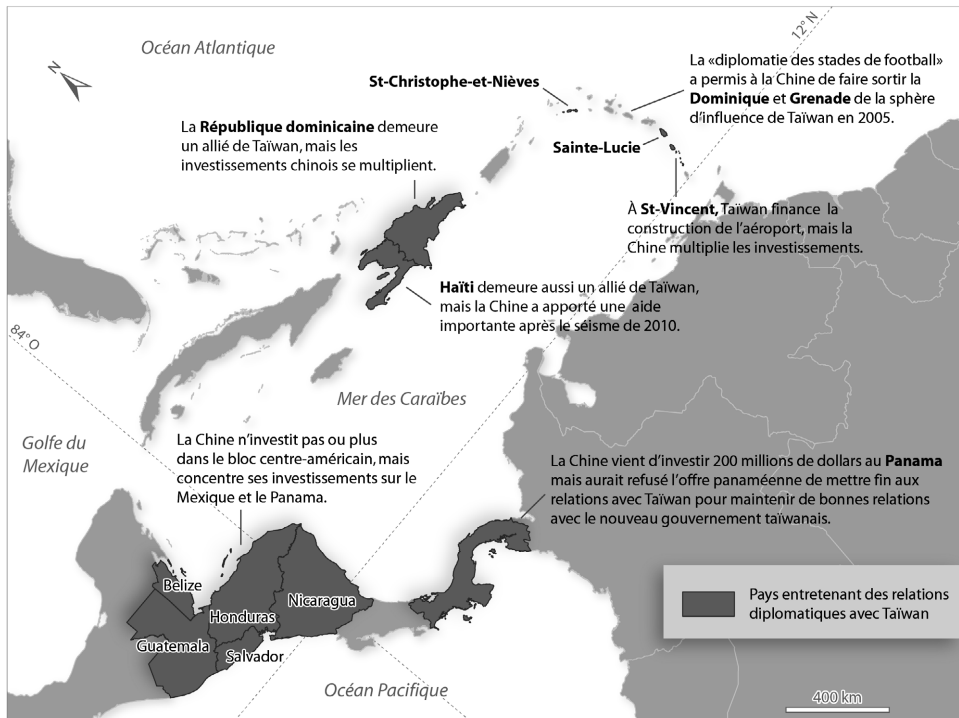 Océan Atlantique
N
12° N
La «diplomatie des stades de football»
a permis à la Chine de faire sortir la
Dominique et Grenade de la sphère
d'influence de Taïwan en 2005.
St-Christophe-et-Nièves
La République dominicaine demeure
un allié de Taïwan, mais les
investissements chinois se multiplient.
Sainte-Lucie
À St-Vincent, Taïwan finance la
construction de l'aéroport, mais la
Chine multiplie les investissements.
Haïti demeure aussi un allié de Taïwan,
mais la Chine a apporté une aide
importante après le séisme de 2010.
84° O
Mer des Caraïbes
Golfe du
Mexique
La Chine n'investit pas ou plus
dans le bloc centre-américain, mais
concentre ses investissements sur le
Mexique et le Panama.
La Chine vient d'investir 200 millions de dollars au Panama
mais aurait refusé l'offre panaméenne de mettre fin aux
relations avec Taïwan pour maintenir de bonnes relations
avec le nouveau gouvernement taïwanais.
Belize
Honduras
Nicaragua
Guatemala
Salvador
Pays entretenant des relations
diplomatiques avec Taïwan
Océan Pacifique
400 km